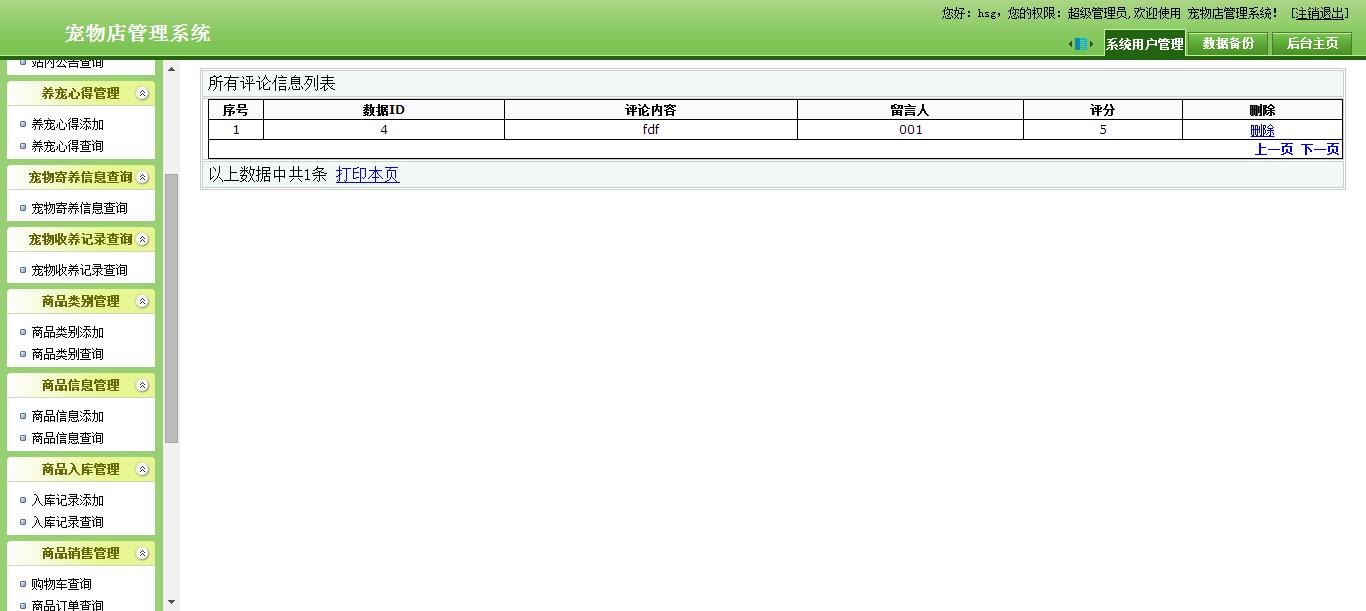 您好：hsg，您的权限：超级管理员,欢迎使用 宠物店管理系统！ [注销退出]
宠物店管理系统
系统用户管理 数据备份 后台主页
站内公告查询
养宠心得管理
养宠心得添加
养宠心得查询
宠物寄养信息查询
宠物寄养信息查询
宠物收养记录查询
宠物收养记录查询
商品类别管理
商品类别添加
商品类别查询
商品信息管理
商品信息添加
商品信息查询
商品入库管理
入库记录添加
入库记录查询
商品销售管理
购物车查询
商品订单查询
所有评论信息列表
序号 数据ID 评论内容 留言人 评分 删除
1 4 fdf 001 5 删除
上一页 下一页
以上数据中共1条 打印本页